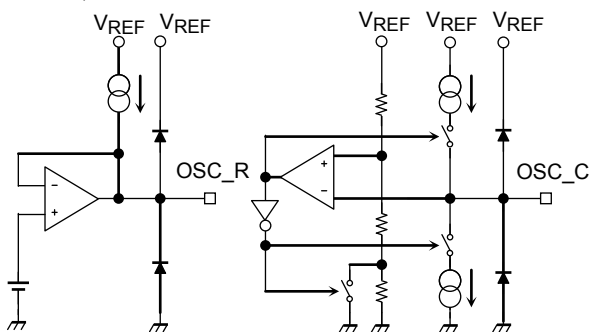 VREF
VREF
VREF
VREF
VREF
OSC_R
OSC_C
-
+
+
-